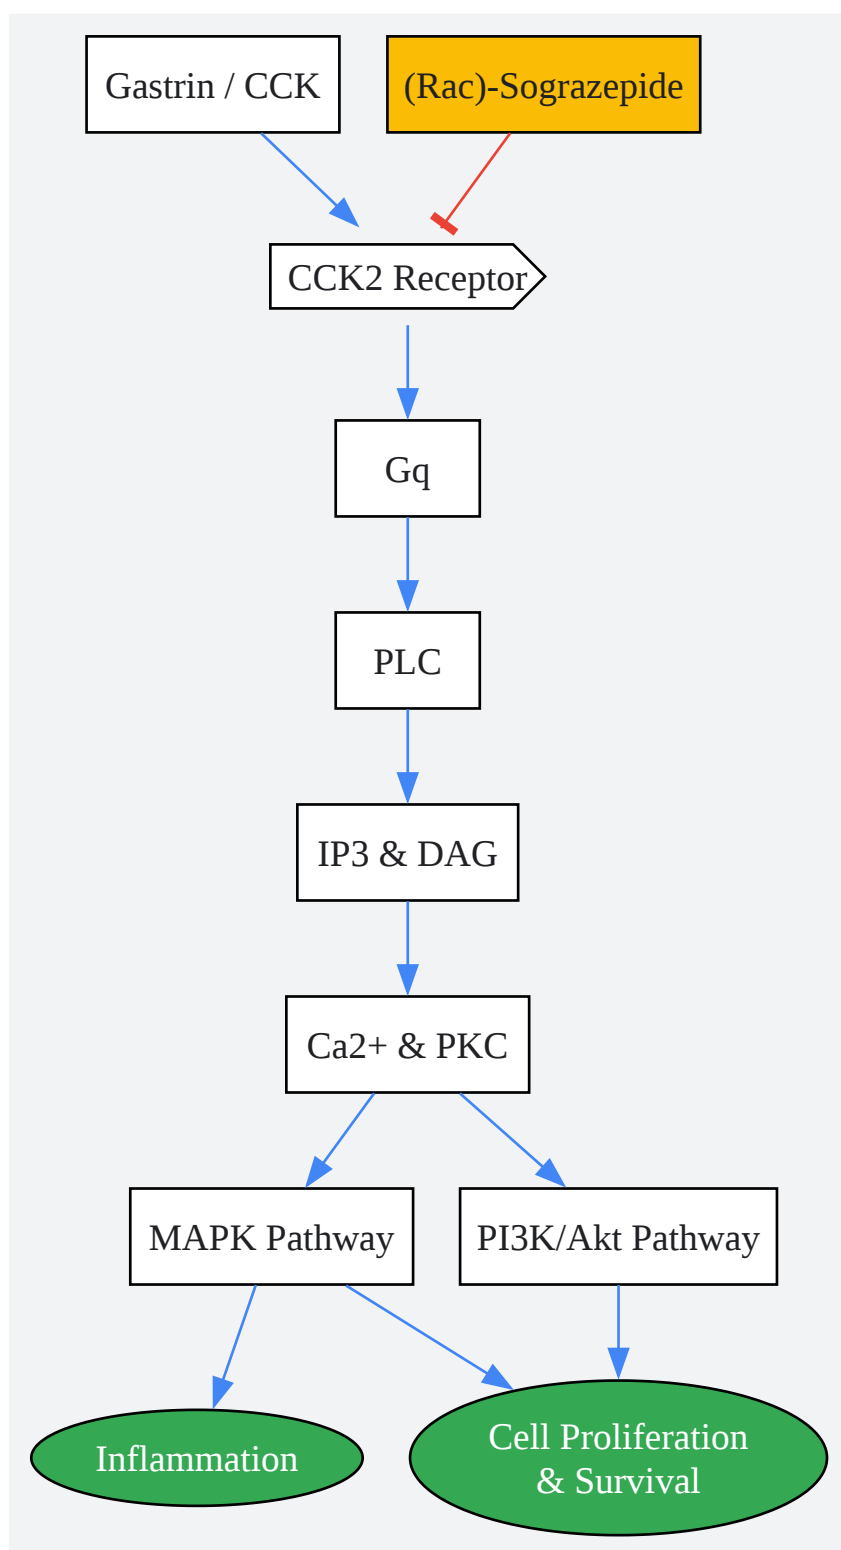 Gastrin / CCK
(Rac)-Sograzepide
CCK2 Receptor
Gq
PLC
IP3 & DAG
Ca2+ & PKC
MAPK Pathway
PI3K/Akt Pathway
Inflammation
Cell Proliferation
& Survival